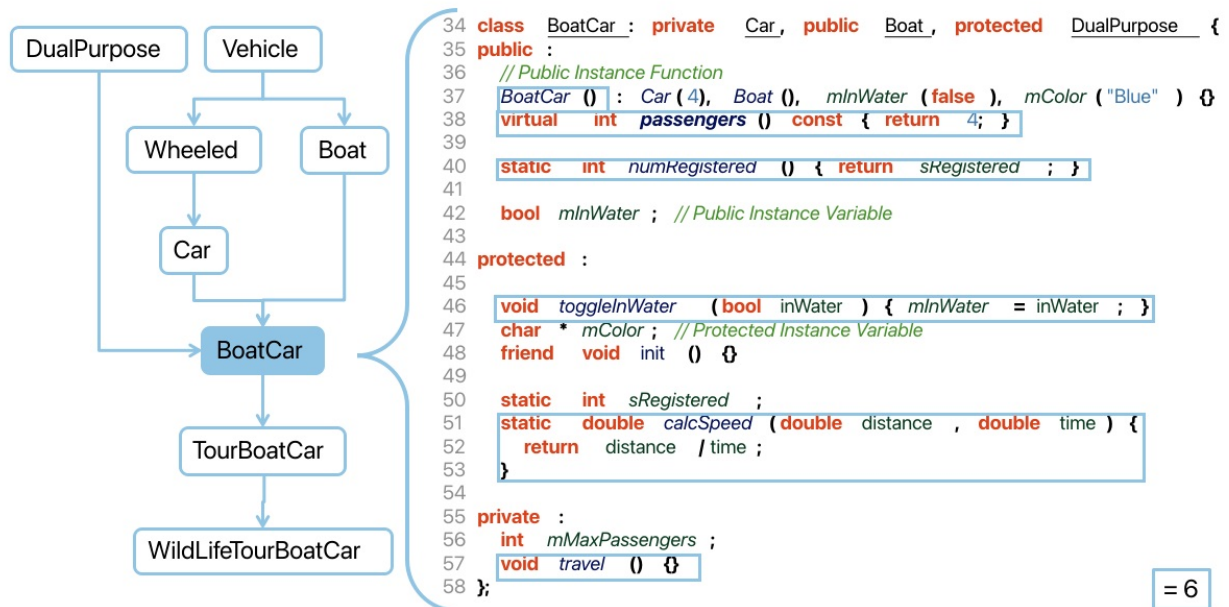 DualPurpose
Vehicle
Wheeled
Boat
Car
BoatCar
TourBoatCar
WildLifeTourBoatCar
34 class BoatCar : private Car , public Boat , protected DualPurpose {
35 public :
36 // Public Instance Function
37 BoatCar () : Car ( 4), Boat (), mInWater ( false ), mColor ( "Blue" ) {}
38 virtual int passengers () const { return 4; }
39
40 static int numRegistered () { return sRegistered ; }
41
42 bool mInWater ; // Public Instance Variable
43
44 protected :
45
46 void toggleInWater ( bool inWater ) { mInWater = inWater ; }
47 char * mColor ; // Protected Instance Variable
48 friend void init () {}
49
50 static int sRegistered ;
51 static double calcSpeed ( double distance , double time ) {
52 return distance / time ;
53 }
54
55 private :
56 int mMaxPassengers ;
57 void travel () {}
58 };
= 6